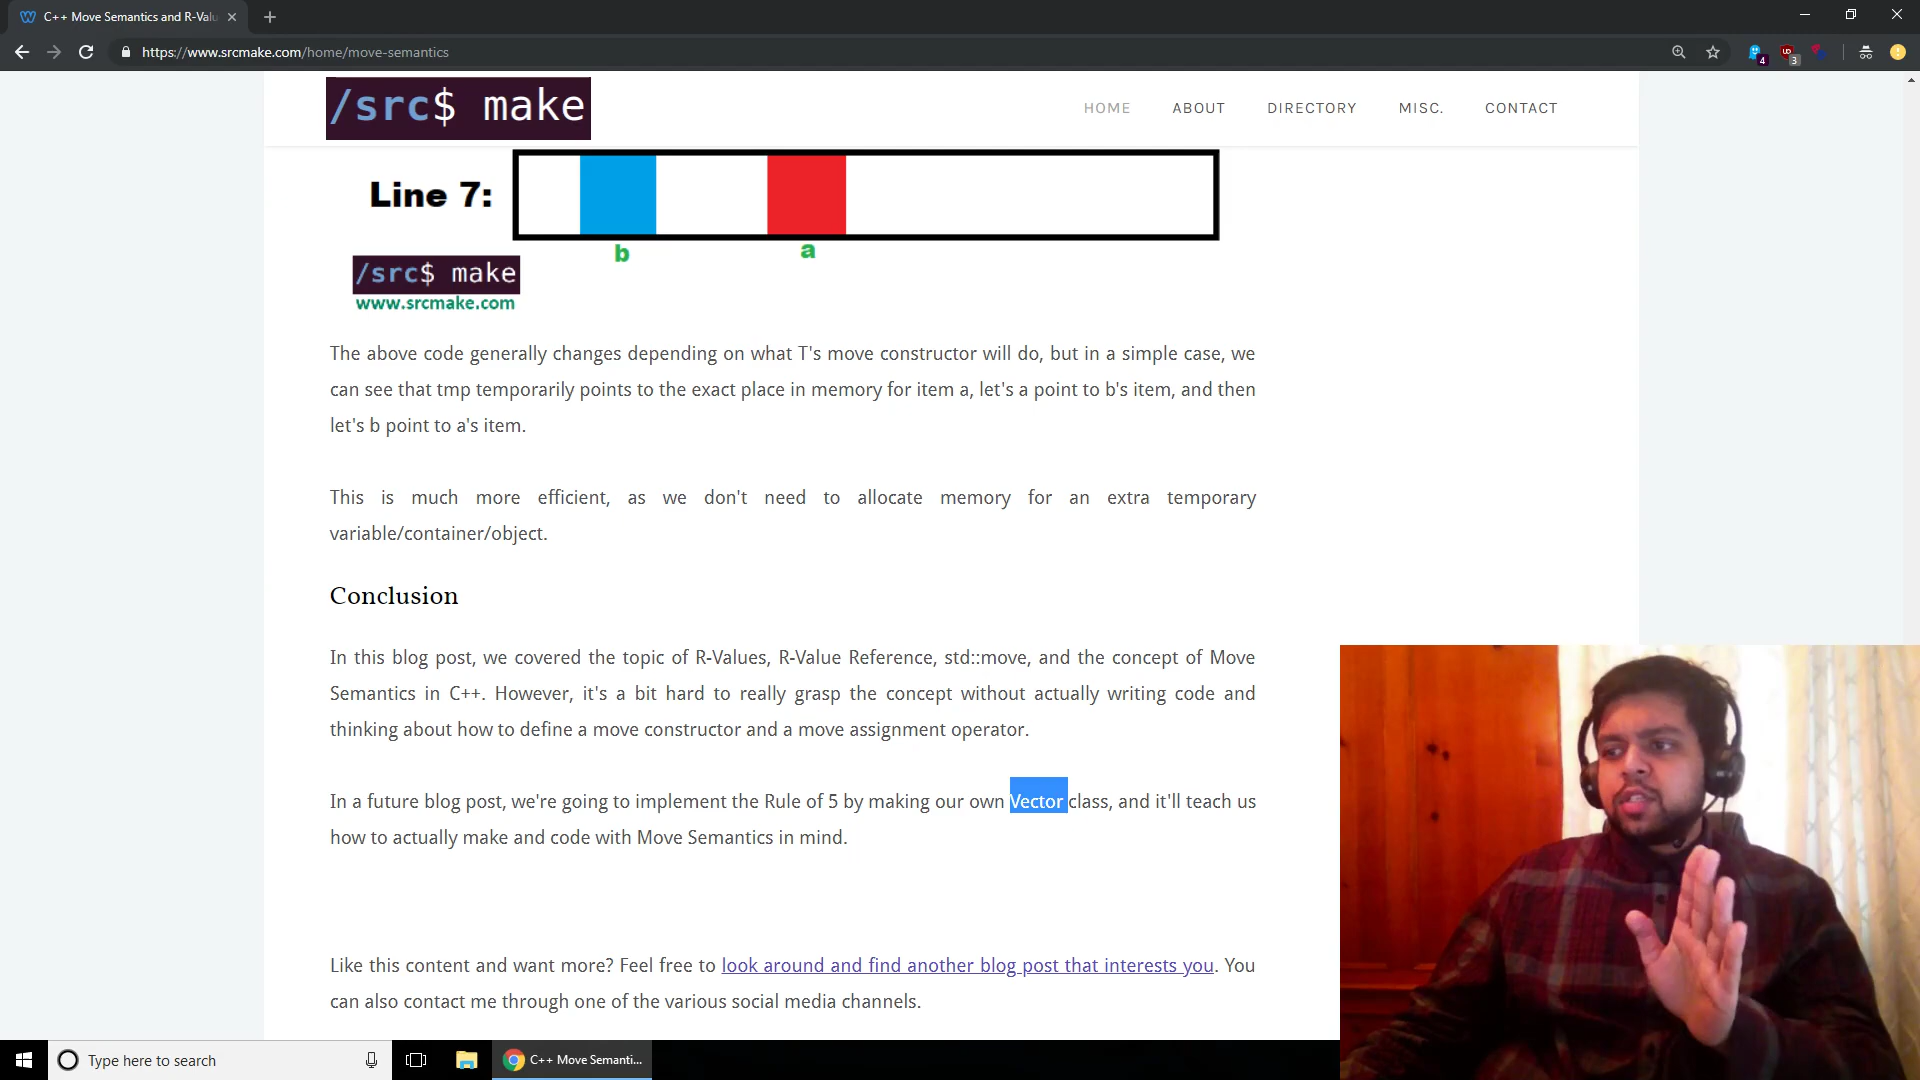 C++ Move Semantics and R-Valu
https://www.srcmake.com/home/move-semantics
4
3
/src$ make
HOME ABOUT DIRECTORY MISC. CONTACT
Line 7:
b a
/src$ make
www.srcmake.com
The above code generally changes depending on what T's move constructor will do, but in a simple case, we
can see that tmp temporarily points to the exact place in memory for item a, let's a point to b's item, and then
let's b point to a's item.
This is much more efficient, as we don't need to allocate memory for an extra temporary
variable/container/object.
Conclusion
In this blog post, we covered the topic of R-Values, R-Value Reference, std::move, and the concept of Move
Semantics in C++. However, it's a bit hard to really grasp the concept without actually writing code and
thinking about how to define a move constructor and a move assignment operator.
In a future blog post, we're going to implement the Rule of 5 by making our own Vector class, and it'll teach us
how to actually make and code with Move Semantics in mind.
Like this content and want more? Feel free to look around and find another blog post that interests you. You
can also contact me through one of the various social media channels.
Type here to search
C++ Move Semanti...